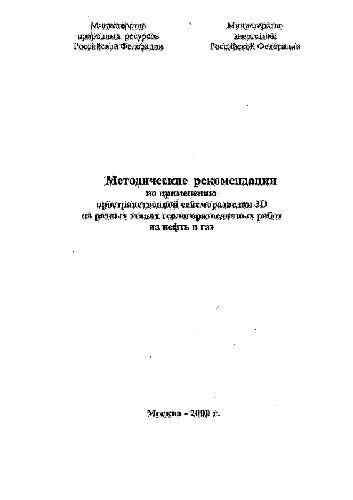 Министерство
природных ресурсов
Российской Федерации
Министерство
энергетики
Российской Федерации
Методические рекомендации
по применению
пространственной сейсморазведки 3D
на разных этапах геологоразведочных работ
на нефть и газ
Москва - 2000 г.